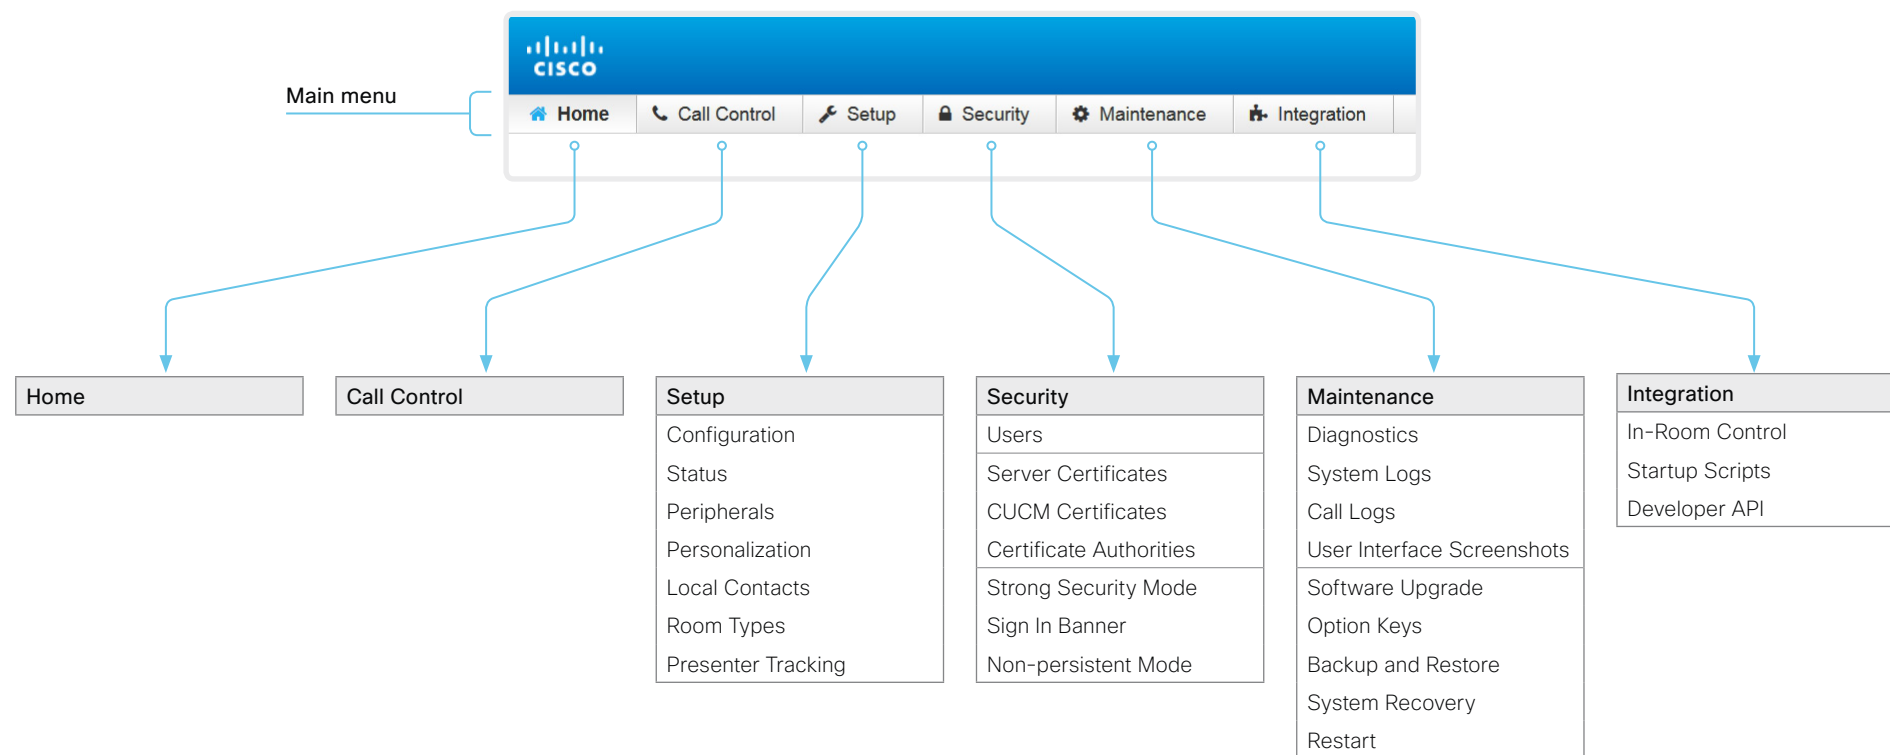 CISCO
Main menu
Home Call Control Setup Security Maintenance Integration
Home
Call Control
Setup
Configuration
Status
Peripherals
Personalization
Local Contacts
Room Types
Presenter Tracking
Security
Users
Server Certificates
CUCM Certificates
Certificate Authorities
Strong Security Mode
Sign In Banner
Non-persistent Mode
Maintenance
Diagnostics
System Logs
Call Logs
User Interface Screenshots
Software Upgrade
Option Keys
Backup and Restore
System Recovery
Restart
Integration
In-Room Control
Startup Scripts
Developer API